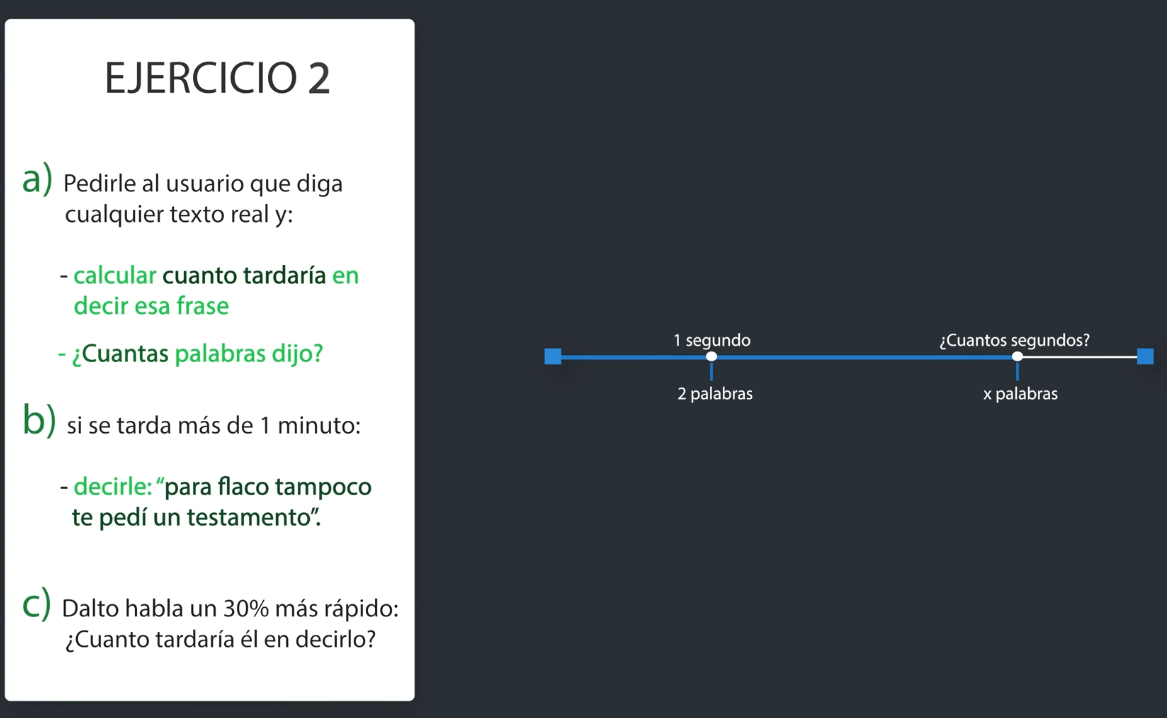 EJERCICIO 2
a) Pedirle al usuario que diga
cualquier texto real y:
- calcular cuanto tardaría en
decir esa frase
- ¿Cuantas palabras dijo?
b) si se tarda más de 1 minuto:
- decirle: “para flaco tampoco
te pedí un testamento”.
c) Dalto habla un 30% más rápido:
¿Cuanto tardaría él en decirlo?
1 segundo
¿Cuantos segundos?
2 palabras
x palabras